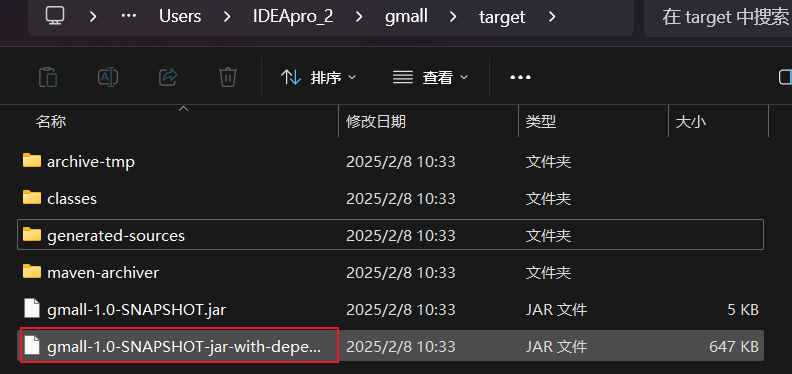 ··· > Users > IDEApro_2 > gmall > target > 在 target 中搜索
排序 查看 ···
名称 修改日期 类型 大小
archive-tmp 2025/2/8 10:33 文件夹
classes 2025/2/8 10:33 文件夹
generated-sources 2025/2/8 10:33 文件夹
maven-archiver 2025/2/8 10:33 文件夹
gmall-1.0-SNAPSHOT.jar 2025/2/8 10:33 JAR 文件 5 KB
gmall-1.0-SNAPSHOT-jar-with-depe... 2025/2/8 10:33 JAR 文件 647 KB